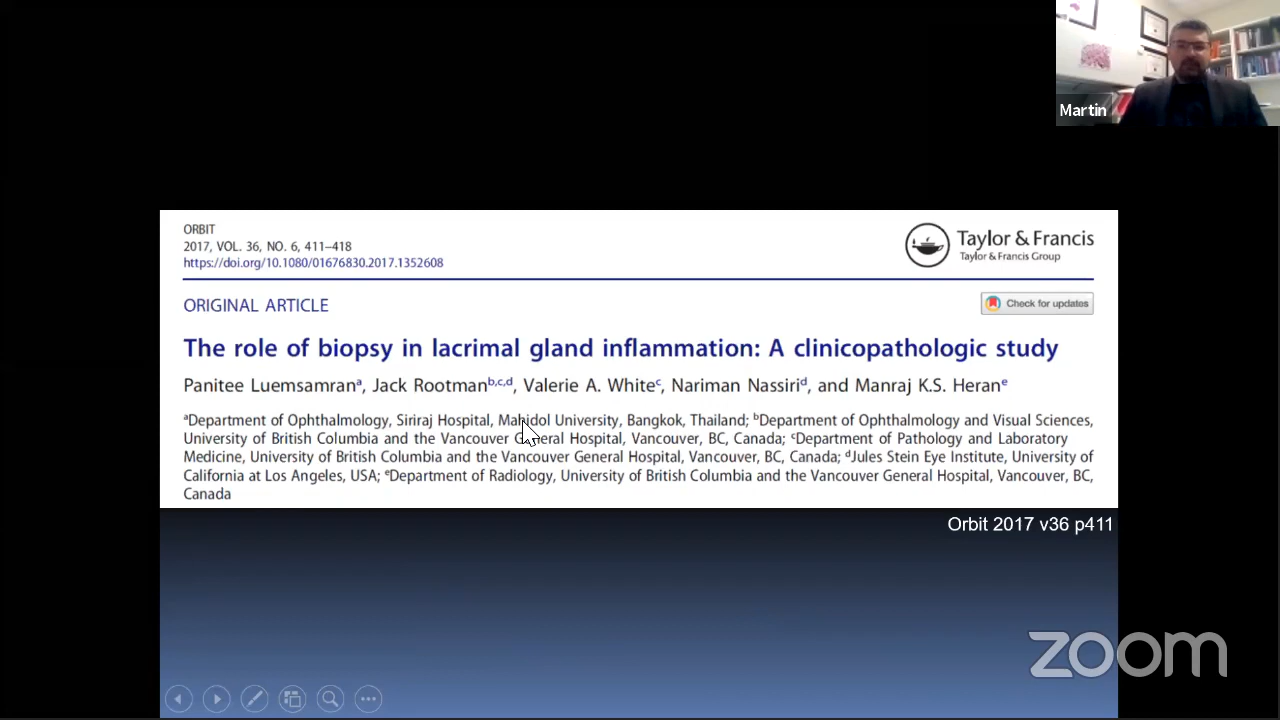 Martin
ORBIT
2017, VOL. 36, NO. 6, 411–418
https://doi.org/10.1080/01676830.2017.1352608
Taylor & Francis
Taylor & Francis Group
ORIGINAL ARTICLE
Check for updates
The role of biopsy in lacrimal gland inflammation: A clinicopathologic study
Panitee Luemsamranᵃ, Jack Rootmanᵇ,ᶜ,ᵈ, Valerie A. Whiteᶜ, Nariman Nassiriᵈ, and Manraj K.S. Heranᵉ
ᵃDepartment of Ophthalmology, Siriraj Hospital, Mahidol University, Bangkok, Thailand; ᵇDepartment of Ophthalmology and Visual Sciences,
University of British Columbia and the Vancouver General Hospital, Vancouver, BC, Canada; ᶜDepartment of Pathology and Laboratory
Medicine, University of British Columbia and the Vancouver General Hospital, Vancouver, BC, Canada; ᵈJules Stein Eye Institute, University of
California at Los Angeles, USA; ᵉDepartment of Radiology, University of British Columbia and the Vancouver General Hospital, Vancouver, BC,
Canada
Orbit 2017 v36 p411
zoom